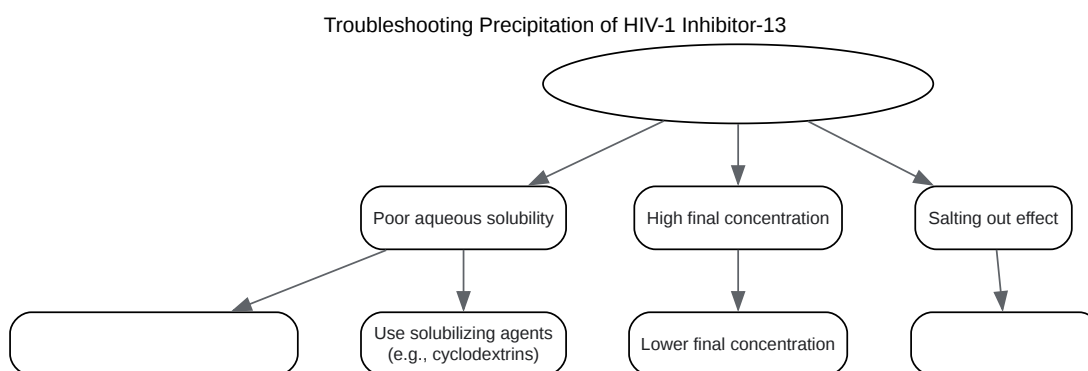 Troubleshooting Precipitation of HIV-1 Inhibitor-13
Poor aqueous solubility
High final concentration
Salting out effect
Use solubilizing agents
(e.g., cyclodextrins)
Lower final concentration